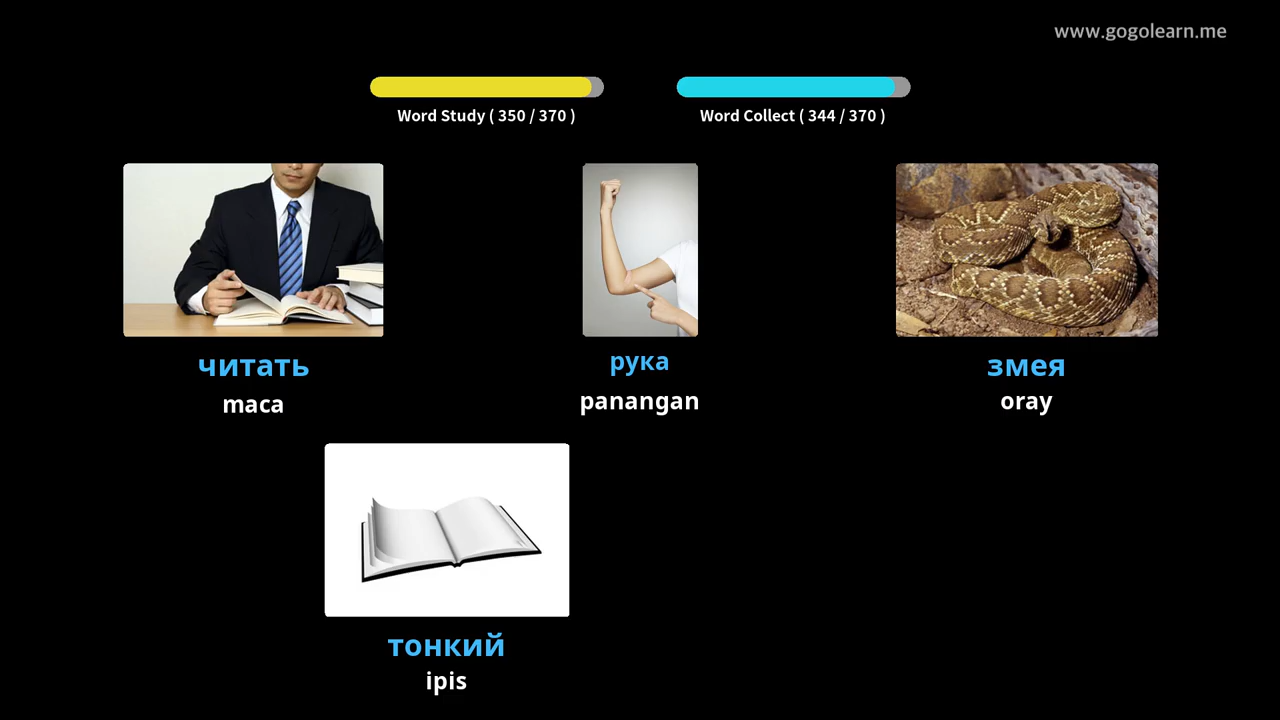 www.gogolearn.me
Word Study ( 350 / 370 )
Word Collect ( 344 / 370 )
читать
maca
рука
panangan
змея
oray
тонкий
ipis